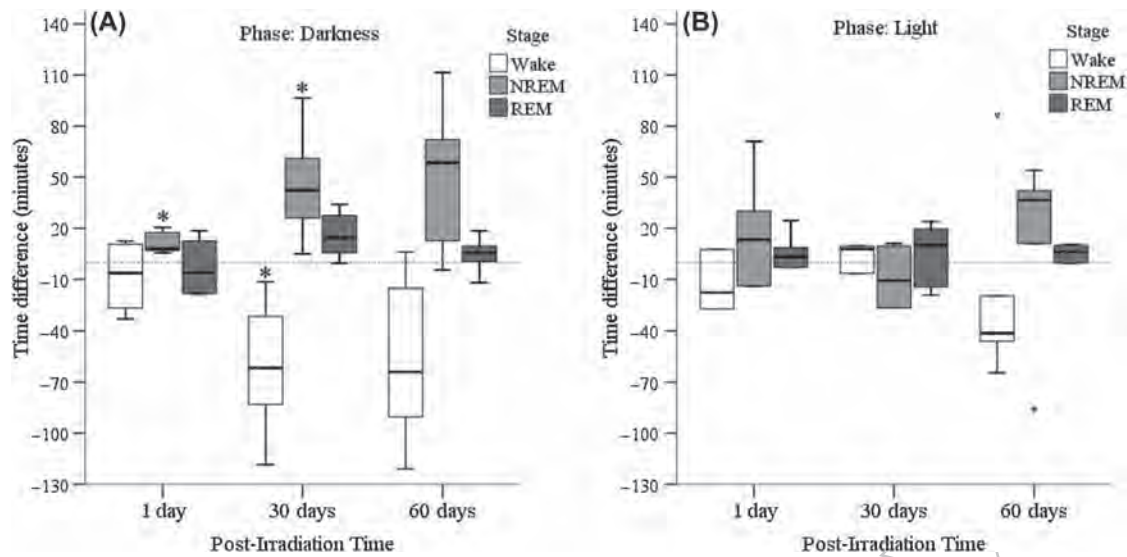 (A)
Phase: Darkness
Stage
Wake
NREM
REM
Time difference (minutes)
140
110
80
50
20
−10
−40
−70
−100
−130
*
*
*
1 day
30 days
60 days
Post-Irradiation Time
(B)
Phase: Light
Stage
Wake
NREM
REM
Time difference (minutes)
140
110
80
50
20
−10
−40
−70
−100
−130
1 day
30 days
60 days
Post-Irradiation Time